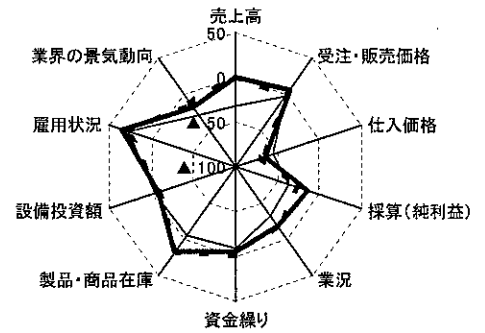 売上高
50
業界の景気動向
受注・販売価格
0
雇用状況
▲ 50
仕入価格
▲ 100
設備投資額
採算(純利益)
製品・商品在庫
業況
資金繰り